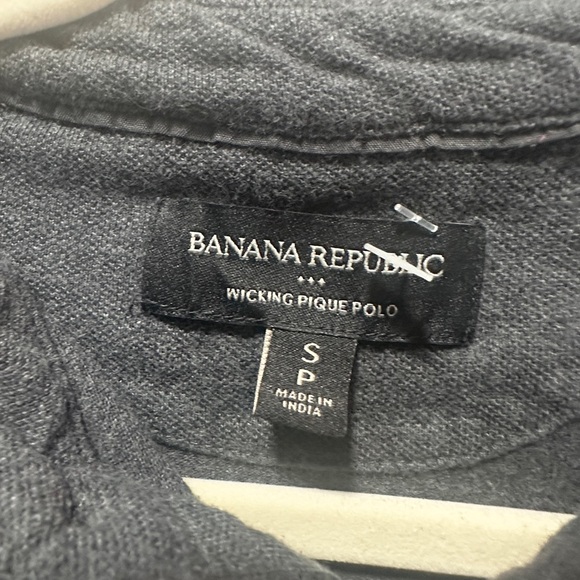 BANANA REPUBLIC
WICKING PIQUE POLO
S
P
MADE IN
INDIA